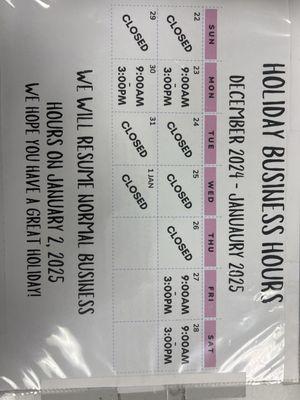 HOLIDAY BUSINESS HOURS
DECEMBER 2024 - JANUAURY 2025
SUN MON TUE WED THU FRI SAT
22 23 24 25 26 27 28
CLOSED 9:00AM - 3:00PM CLOSED CLOSED CLOSED 9:00AM - 3:00PM 9:00AM - 3:00PM
29 30 31 1 JAN
CLOSED 9:00AM - 3:00PM CLOSED CLOSED
WE WILL RESUME NORMAL BUSINESS
HOURS ON JANUARY 2, 2025
WE HOPE YOU HAVE A GREAT HOLIDAY!